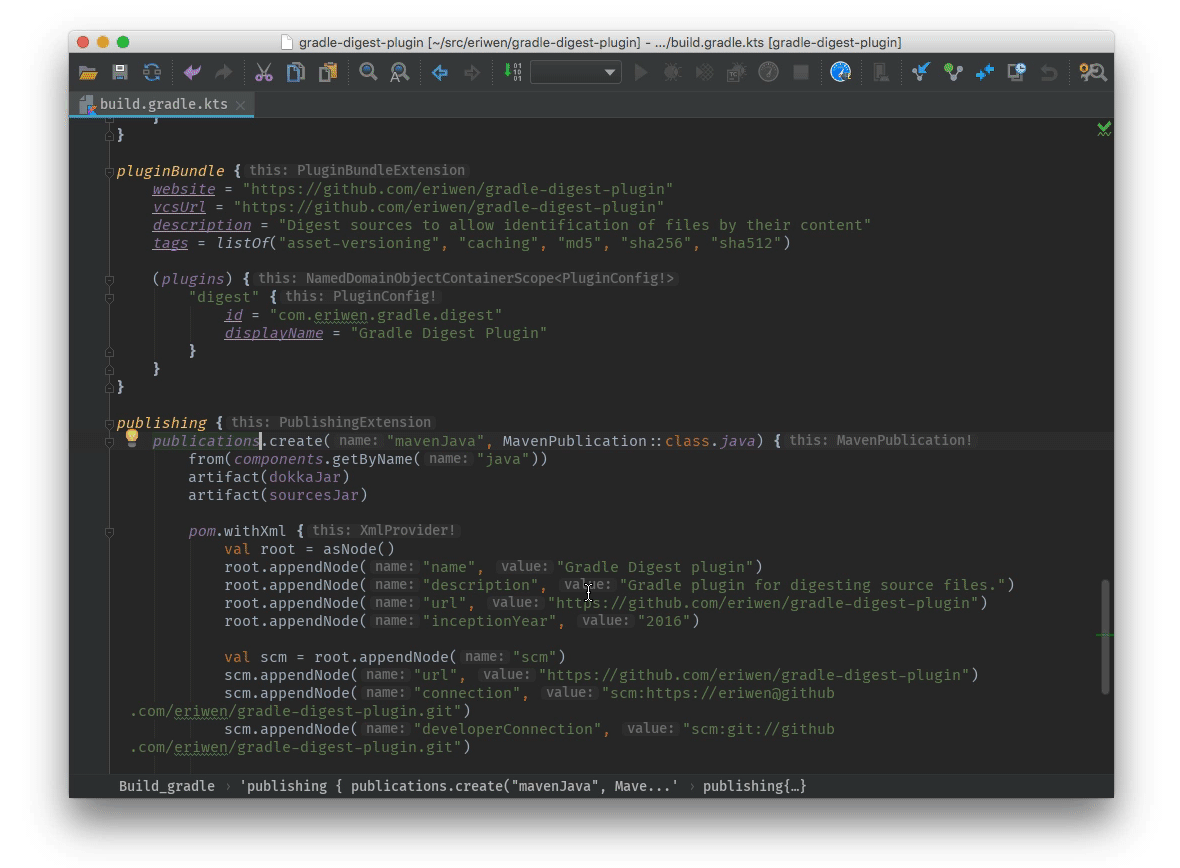 gradle-digest-plugin [~/src/eriwen/gradle-digest-plugin] - .../build.gradle.kts [gradle-digest-plugin]
build.gradle.kts
}
}
pluginBundle { this: PluginBundleExtension
website = "https://github.com/eriwen/gradle-digest-plugin"
vcsUrl = "https://github.com/eriwen/gradle-digest-plugin"
description = "Digest sources to allow identification of files by their content"
tags = listOf("asset-versioning", "caching", "md5", "sha256", "sha512")
(plugins) { this: NamedDomainObjectContainerScope<PluginConfig!>
"digest" { this: PluginConfig!
id = "com.eriwen.gradle.digest"
displayName = "Gradle Digest Plugin"
}
}
}
publishing { this: PublishingExtension
publications.create( name: "mavenJava", MavenPublication::class.java) { this: MavenPublication!
from(components.getByName( name: "java"))
artifact(dokkaJar)
artifact(sourcesJar)
pom.withXml { this: XmlProvider!
val root = asNode()
root.appendNode( name: "name", value: "Gradle Digest plugin")
root.appendNode( name: "description", value: "Gradle plugin for digesting source files.")
root.appendNode( name: "url", value: "https://github.com/eriwen/gradle-digest-plugin")
root.appendNode( name: "inceptionYear", value: "2016")
val scm = root.appendNode( name: "scm")
scm.appendNode( name: "url", value: "https://github.com/eriwen/gradle-digest-plugin")
scm.appendNode( name: "connection", value: "scm:https://eriwen@github
.com/eriwen/gradle-digest-plugin.git")
scm.appendNode( name: "developerConnection", value: "scm:git://github
.com/eriwen/gradle-digest-plugin.git")
Build_gradle › 'publishing { publications.create("mavenJava", Mave...' › publishing{…}